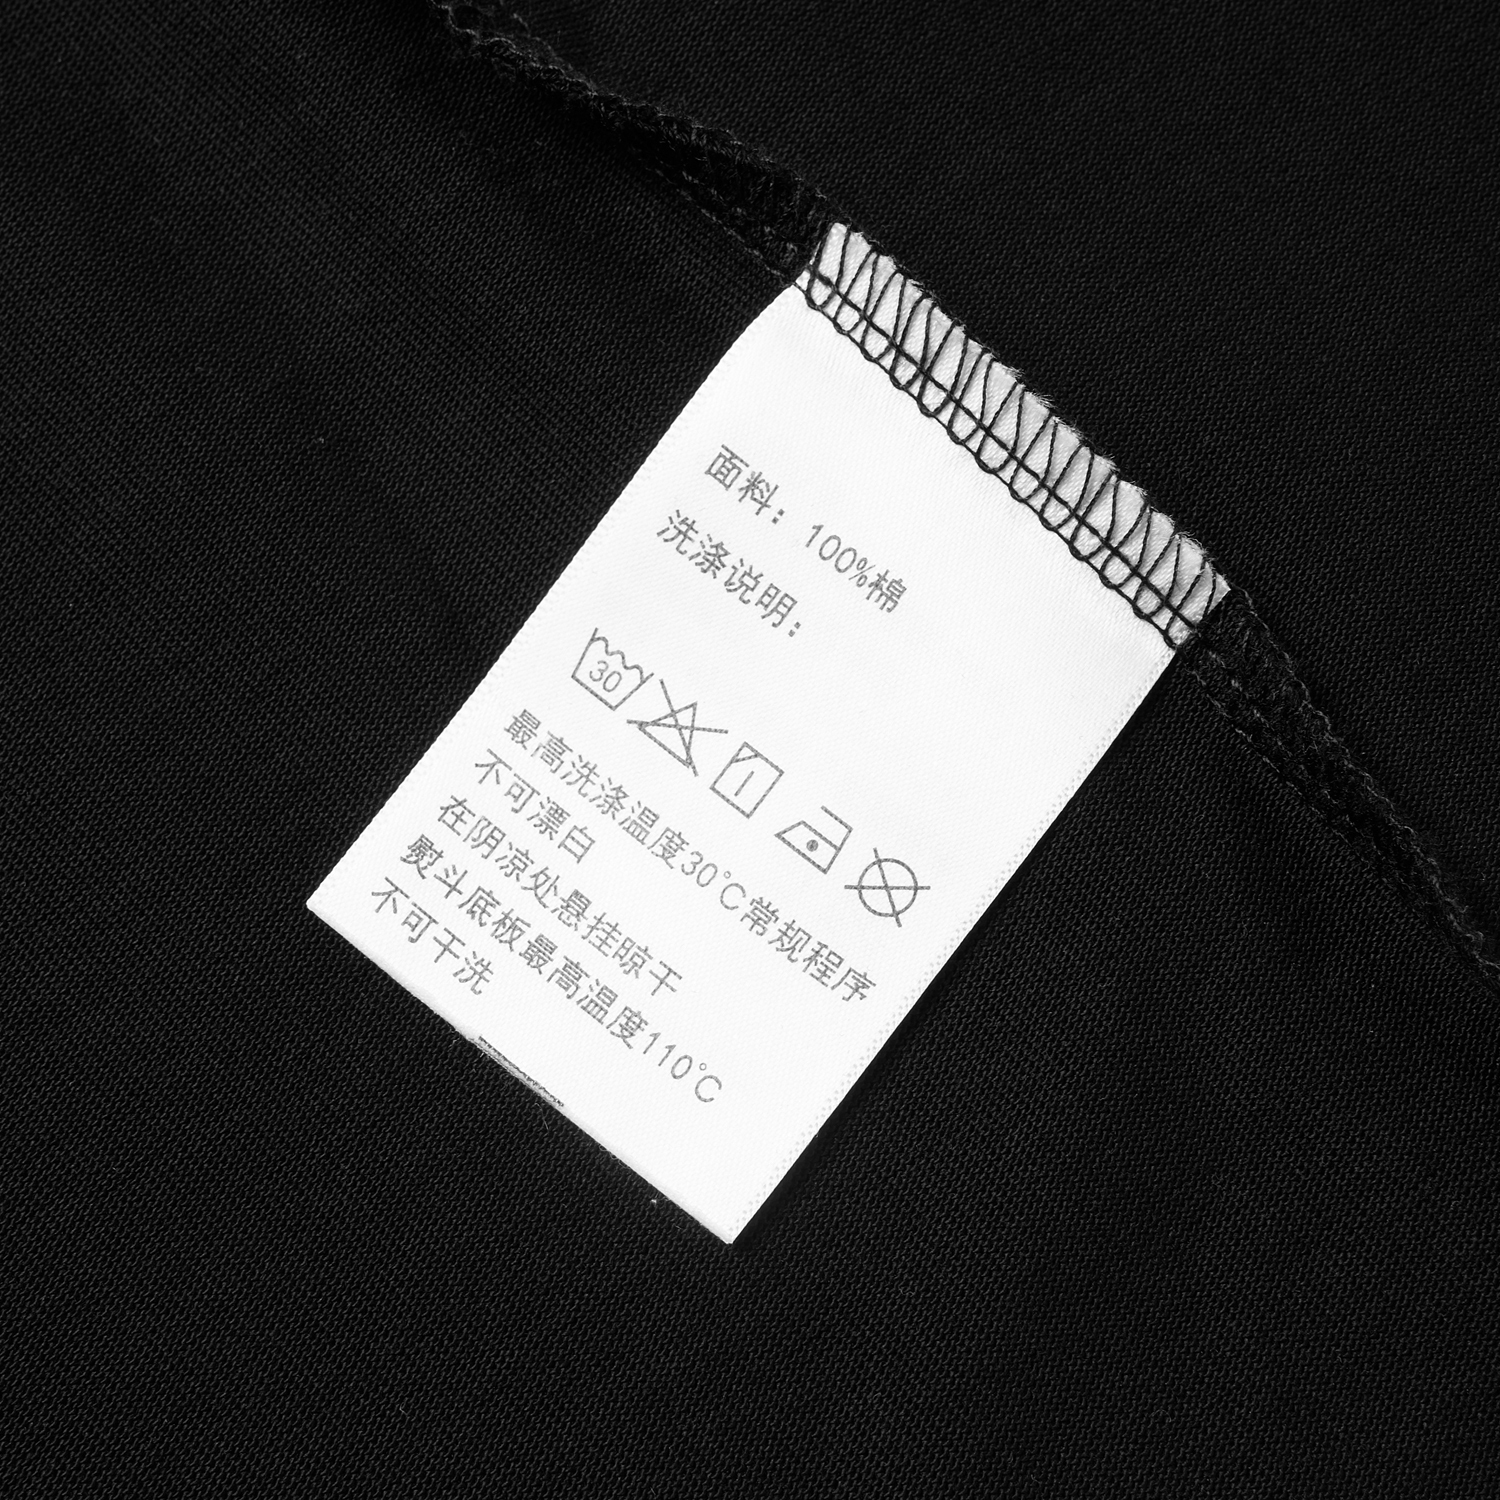 面料：100%棉
洗涤说明：
30
最高洗涤温度30℃常规程序
不可漂白
在阴凉处悬挂晾干
熨斗底板最高温度110℃
不可干洗